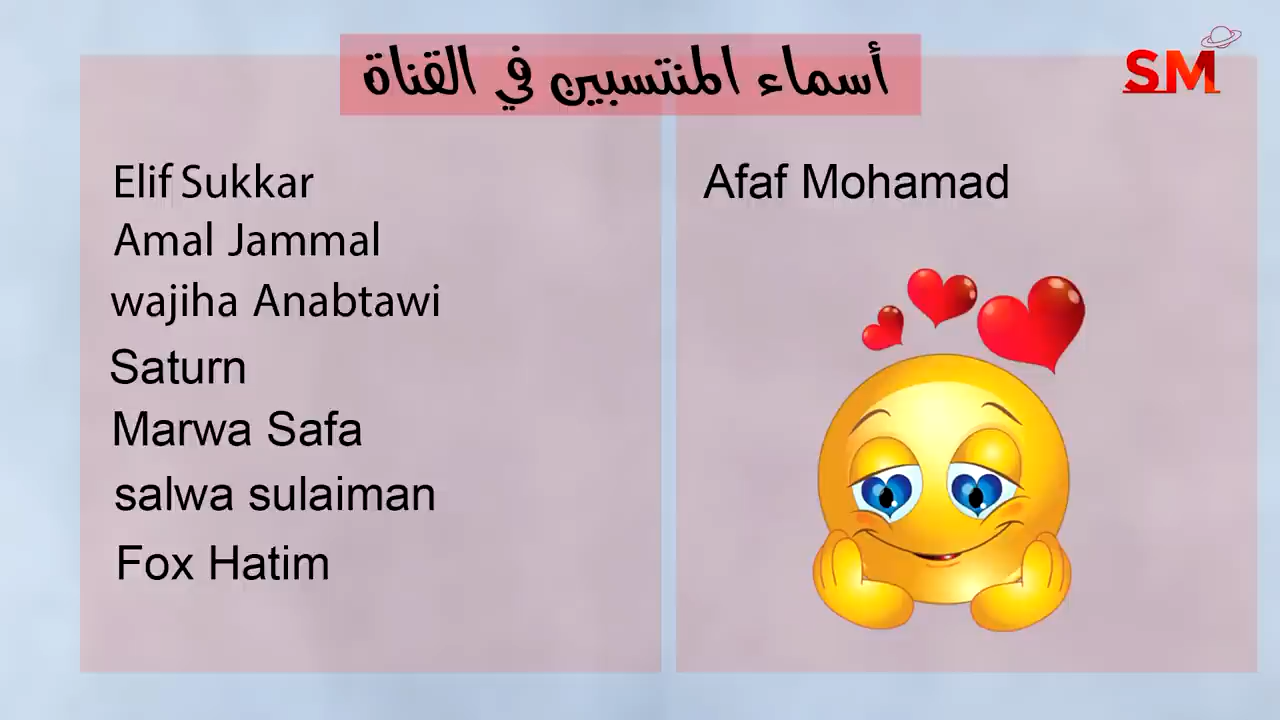 أسماء المنتسبين في القناة
SM
Elif Sukkar
Amal Jammal
wajiha Anabtawi
Saturn
Marwa Safa
salwa sulaiman
Fox Hatim
Afaf Mohamad